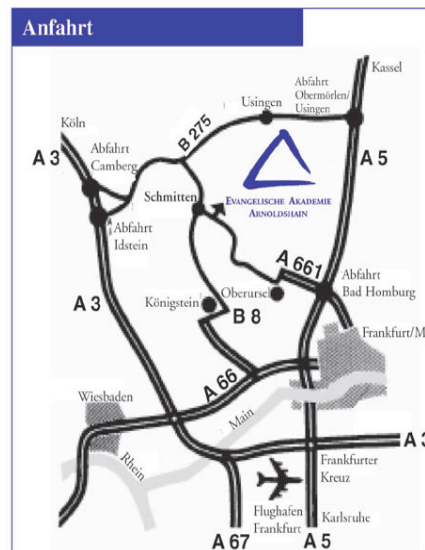 Anfahrt
Kassel
Abfahrt
Obermörlen/
Usingen
Usingen
Köln
B 275
A 3
Abfahrt
Camberg
A 5
Schmitten
EVANGELISCHE AKADEMIE
ARNOLDSHAIN
Abfahrt
Idstein
A 661
Abfahrt
Bad Homburg
Oberursel
Königstein
A 3
B 8
Frankfurt/M
A 66
Wiesbaden
Main
Rhein
A 3
Frankfurter
Kreuz
Flughafen
Frankfurt
Karlsruhe
A 67
A 5